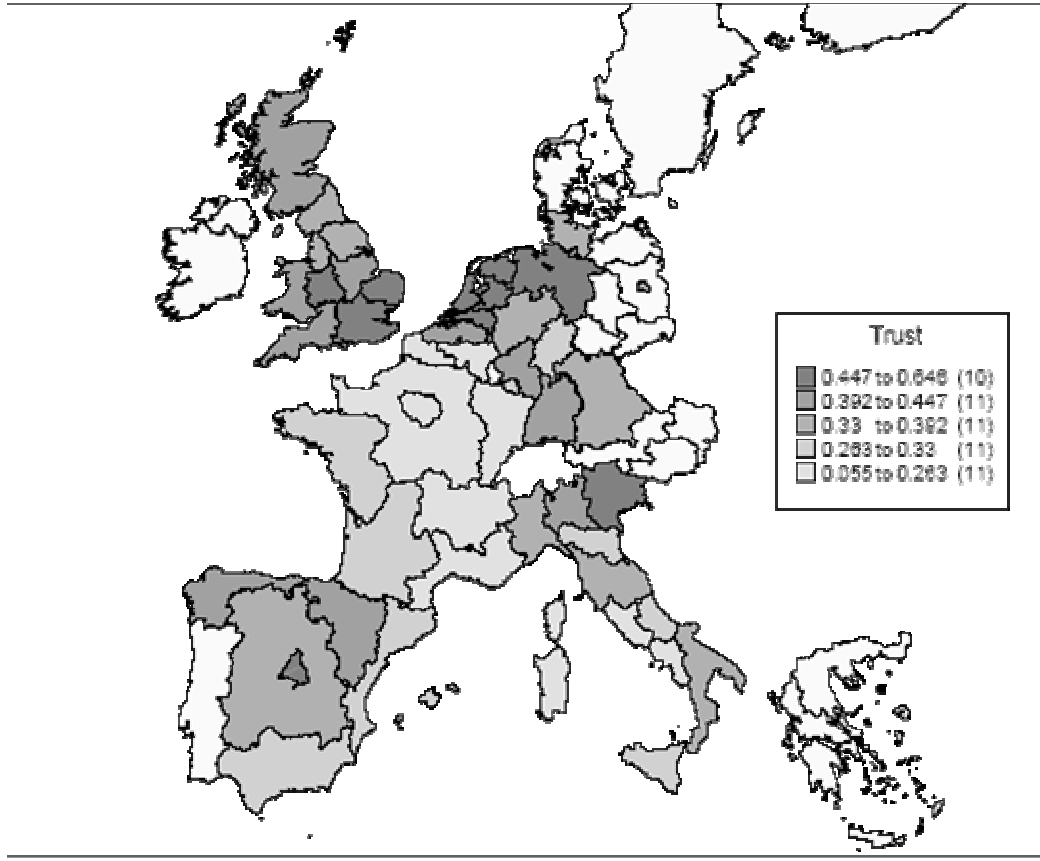 Trust
0.447 to 0.646 (10)
0.392 to 0.447 (11)
0.33 to 0.392 (11)
0.263 to 0.33 (11)
0.055 to 0.263 (11)